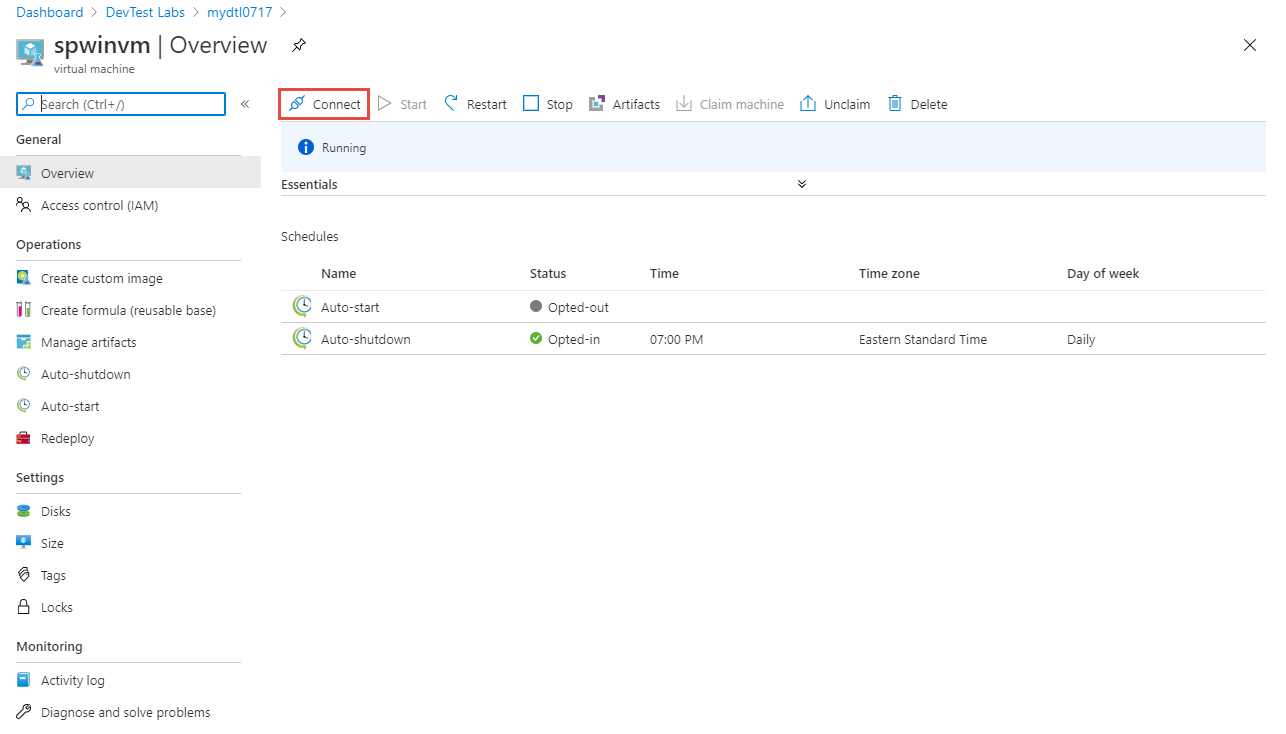 Dashboard > DevTest Labs > mydtl0717 >
spwinvm | Overview
virtual machine
Search (Ctrl+/)
«
Connect Start Restart Stop Artifacts Claim machine Unclaim Delete
Running
Essentials
General
Overview
Access control (IAM)
Operations
Create custom image
Create formula (reusable base)
Manage artifacts
Auto-shutdown
Auto-start
Redeploy
Settings
Disks
Size
Tags
Locks
Monitoring
Activity log
Diagnose and solve problems
Schedules
Name Status Time Time zone Day of week
Auto-start Opted-out
Auto-shutdown Opted-in 07:00 PM Eastern Standard Time Daily